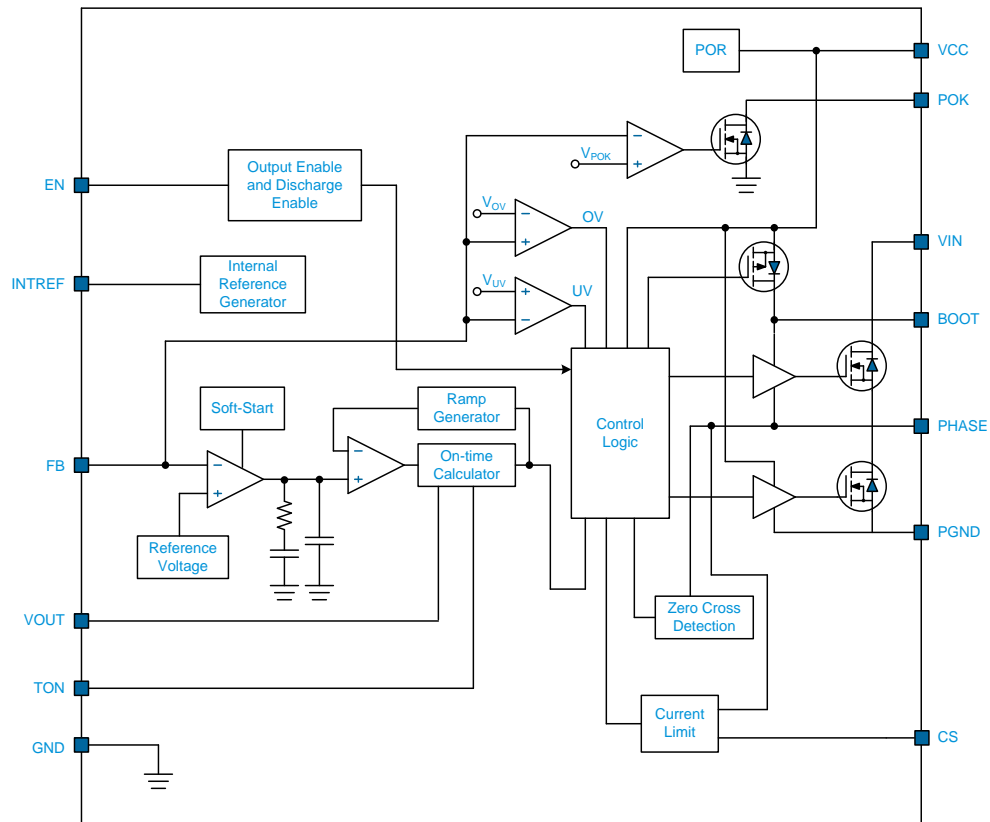 POR
VCC
POK
−
V_POK
+
EN
Output Enable
and Discharge
Enable
V_OV
−
+
OV
VIN
INTREF
Internal
Reference
Generator
V_UV
+
−
UV
BOOT
Soft-Start
Ramp
Generator
Control
Logic
PHASE
FB
−
+
−
+
On-time
Calculator
Reference
Voltage
PGND
VOUT
Zero Cross
Detection
TON
Current
Limit
GND
CS